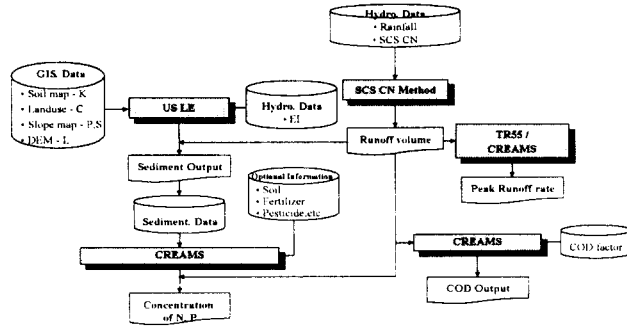 Hydro. Data
• Rainfall
• SCS CN
GIS. Data
• Soil map - K
• Landuse - C
• Slope map - P,S
• DEM - L
US LE
Hydro. Data
• EI
SCS CN Method
Runoff volume
TR55 /
CREAMS
Peak Runoff rate
Sediment Output
Optional Information
• Soil
• Fertilizer
• Pesticide,etc
Sediment. Data
CREAMS
CREAMS
COD factor
COD Output
Concentration
of N, P